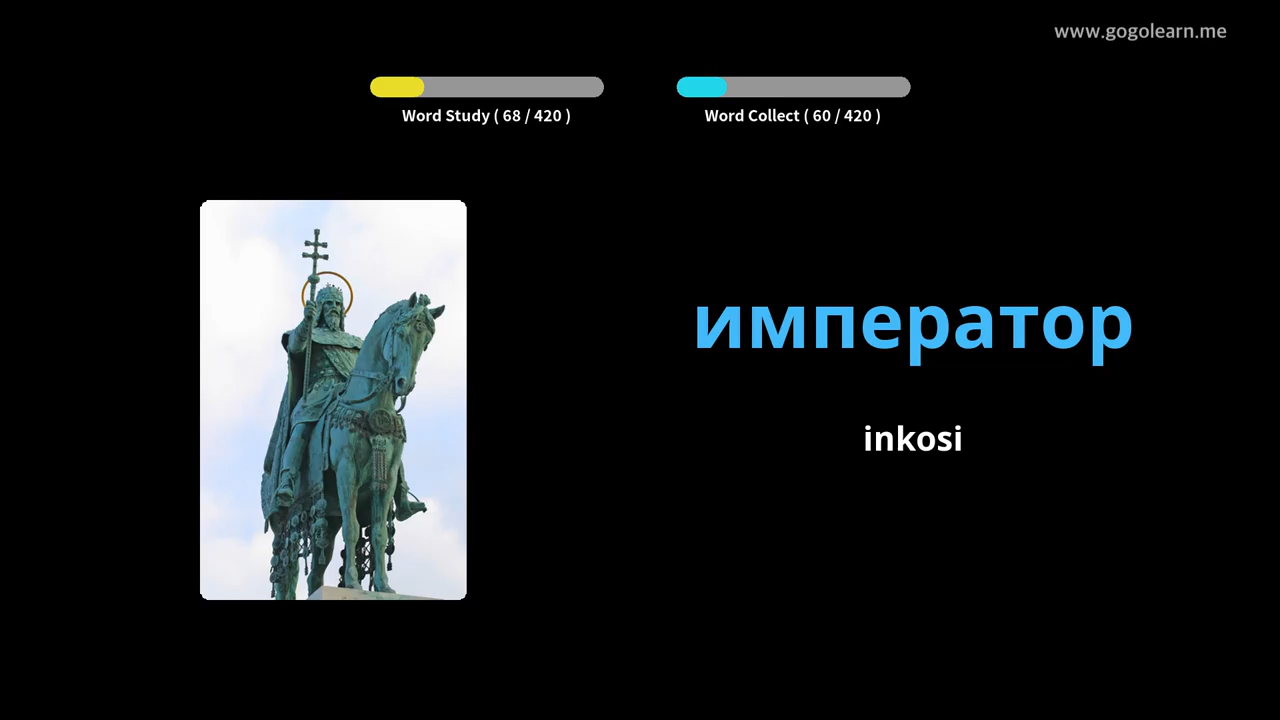 www.gogolearn.me
Word Study ( 68 / 420 )
Word Collect ( 60 / 420 )
император
inkosi